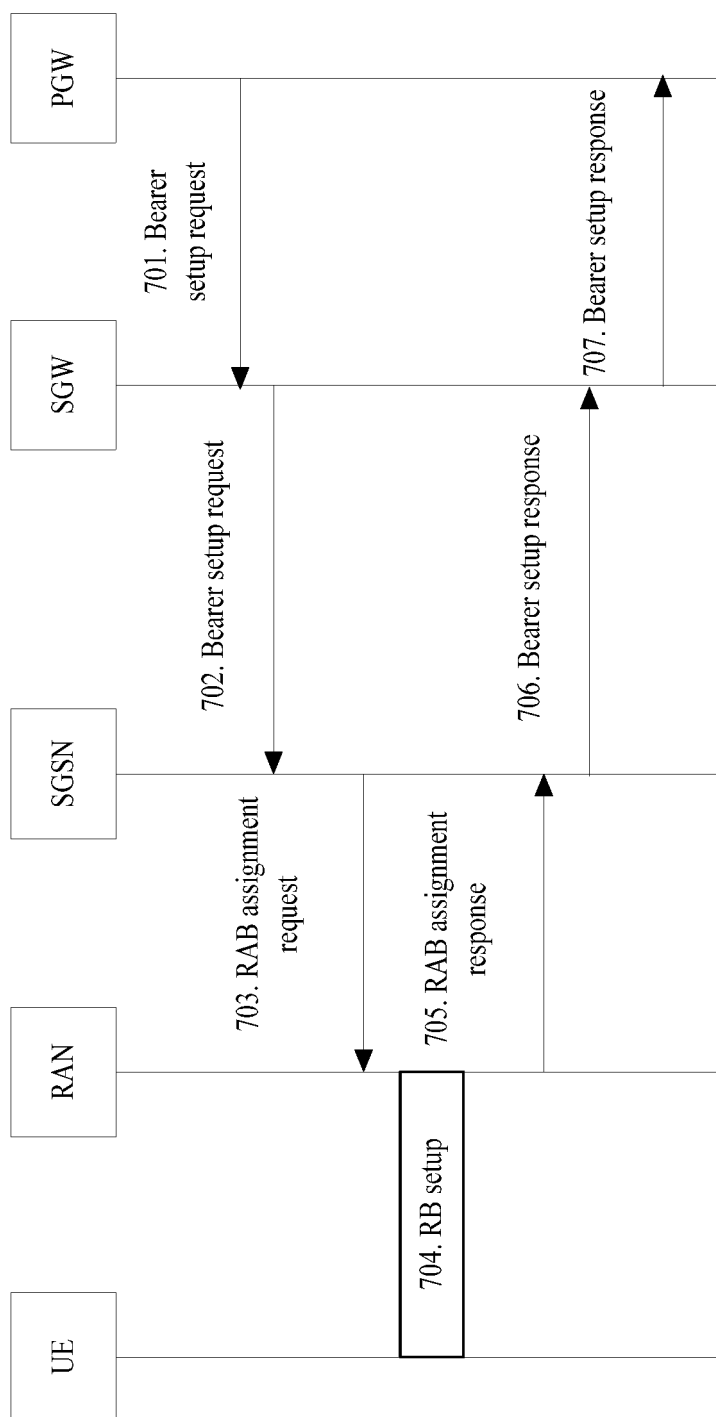 UE
RAN
SGSN
SGW
PGW
701. Bearer
setup request
702. Bearer setup request
703. RAB assignment
request
704. RB setup
705. RAB assignment
response
706. Bearer setup response
707. Bearer setup response